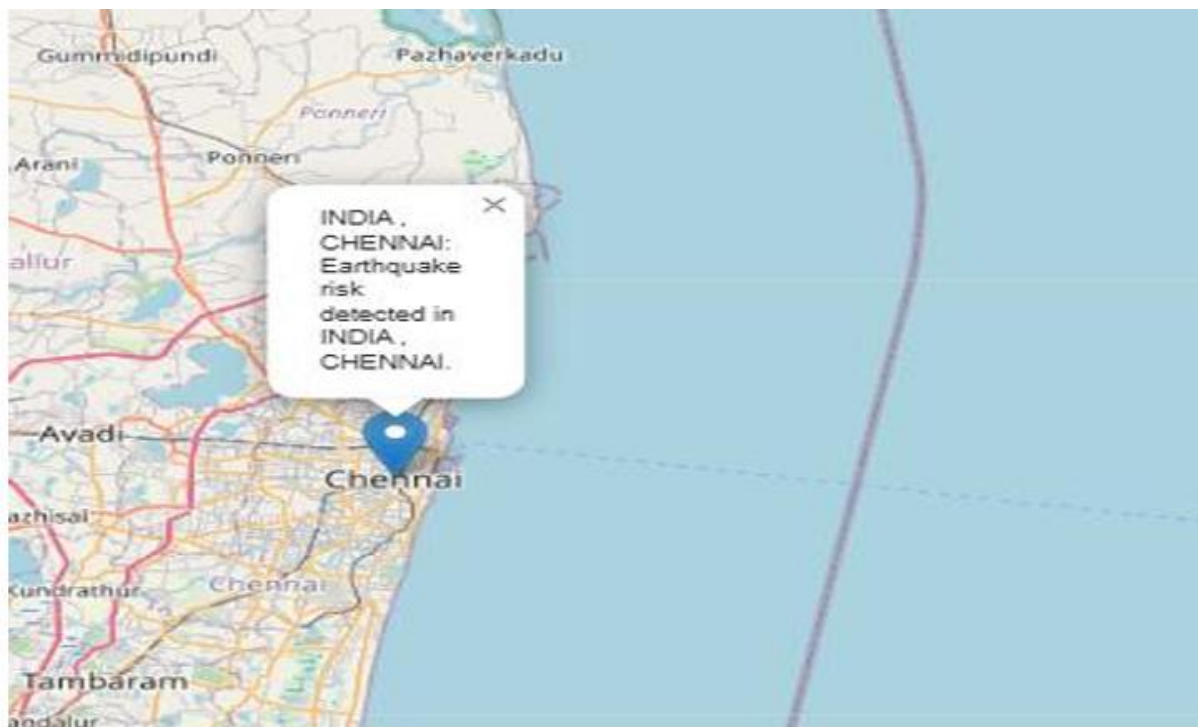 Gummidipundi
Pazhaverkadu
Ponneri
Arani
Ponneri
×
INDIA ,
CHENNAI:
Earthquake
risk
detected in
INDIA ,
CHENNAI.
allur
Avadi
Chennai
azhisai
Chennai
Kundrathur
Tambaram
andalur